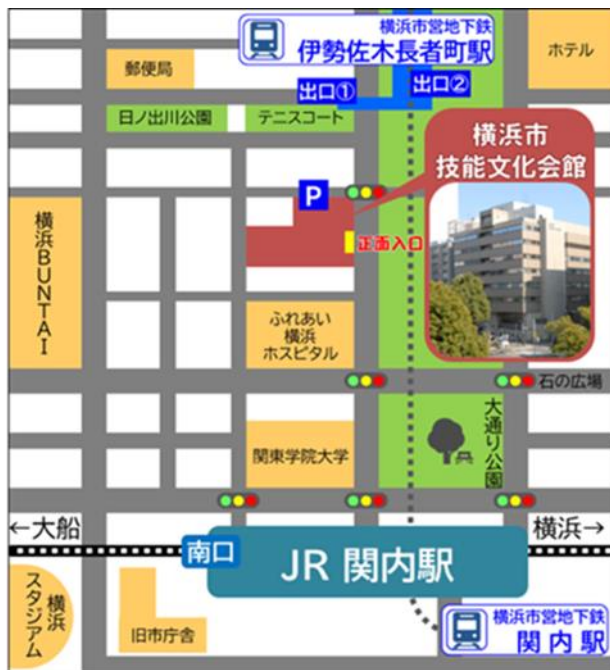 横浜市営地下鉄
伊勢佐木長者町駅
ホテル
郵便局
出口①
出口②
日ノ出川公園
テニスコート
横浜市
技能文化会館
P
正面入口
横浜BUNTAI
ふれあい
横浜
ホスピタル
石の広場
大通り公園
関東学院大学
←大船
横浜→
南口
JR 関内駅
横浜
スタジアム
旧市庁舎
横浜市営地下鉄
関内駅